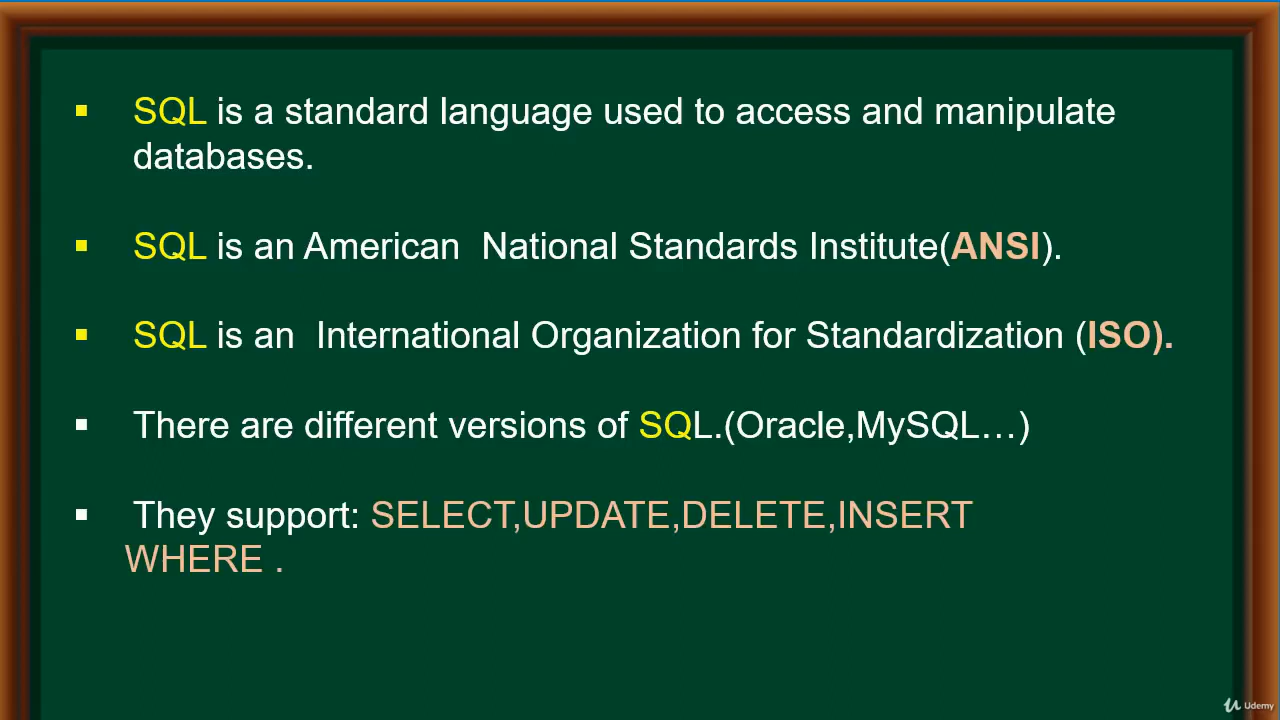 SQL is a standard language used to access and manipulate
databases.
SQL is an American  National Standards Institute(ANSI).
SQL is an  International Organization for Standardization (ISO).
There are different versions of SQL.(Oracle,MySQL…)
They support: SELECT,UPDATE,DELETE,INSERT
WHERE .
Udemy